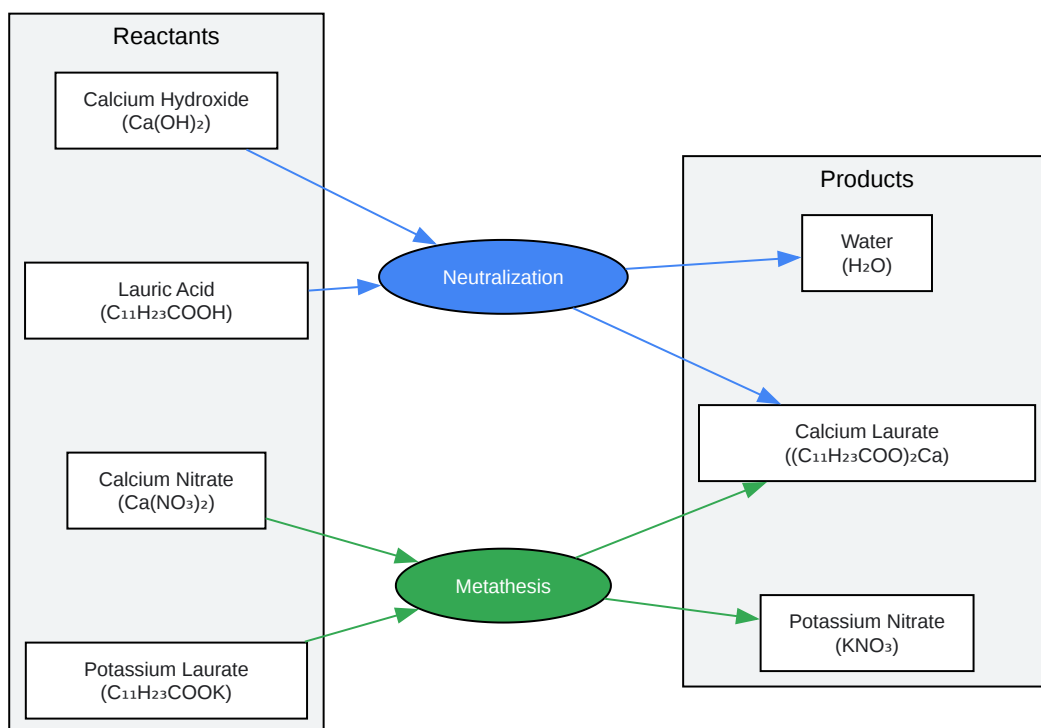 Reactants
Calcium Hydroxide
(Ca(OH)₂)
Lauric Acid
(C₁₁H₂₃COOH)
Calcium Nitrate
(Ca(NO₃)₂)
Potassium Laurate
(C₁₁H₂₃COOK)
Neutralization
Metathesis
Products
Water
(H₂O)
Calcium Laurate
((C₁₁H₂₃COO)₂Ca)
Potassium Nitrate
(KNO₃)